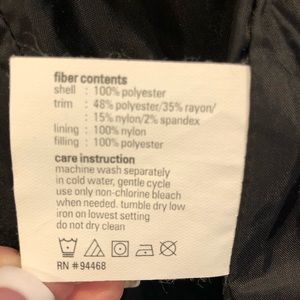 fiber contents
shell : 100% polyester
trim : 48% polyester/35% rayon/
: 15% nylon/2% spandex
lining : 100% nylon
filling : 100% polyester
care instruction
machine wash separately
in cold water, gentle cycle
use only non-chlorine bleach
when needed. tumble dry low
iron on lowest setting
do not dry clean
RN #94468